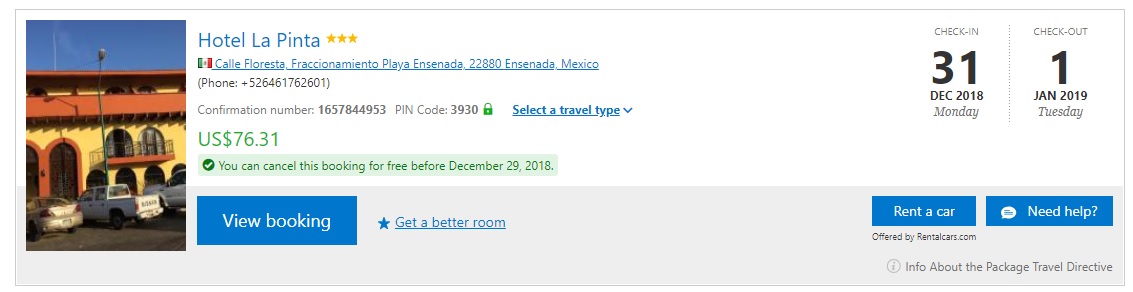 Hotel La Pinta
Calle Floresta, Fraccionamiento Playa Ensenada, 22880 Ensenada, Mexico
(Phone: +526461762601)
Confirmation number: 1657844953 PIN Code: 3930 Select a travel type
US$76.31
You can cancel this booking for free before December 29, 2018.
CHECK-IN
31
DEC 2018
Monday
CHECK-OUT
1
JAN 2019
Tuesday
View booking
Get a better room
Rent a car
Offered by Rentalcars.com
Need help?
Info About the Package Travel Directive